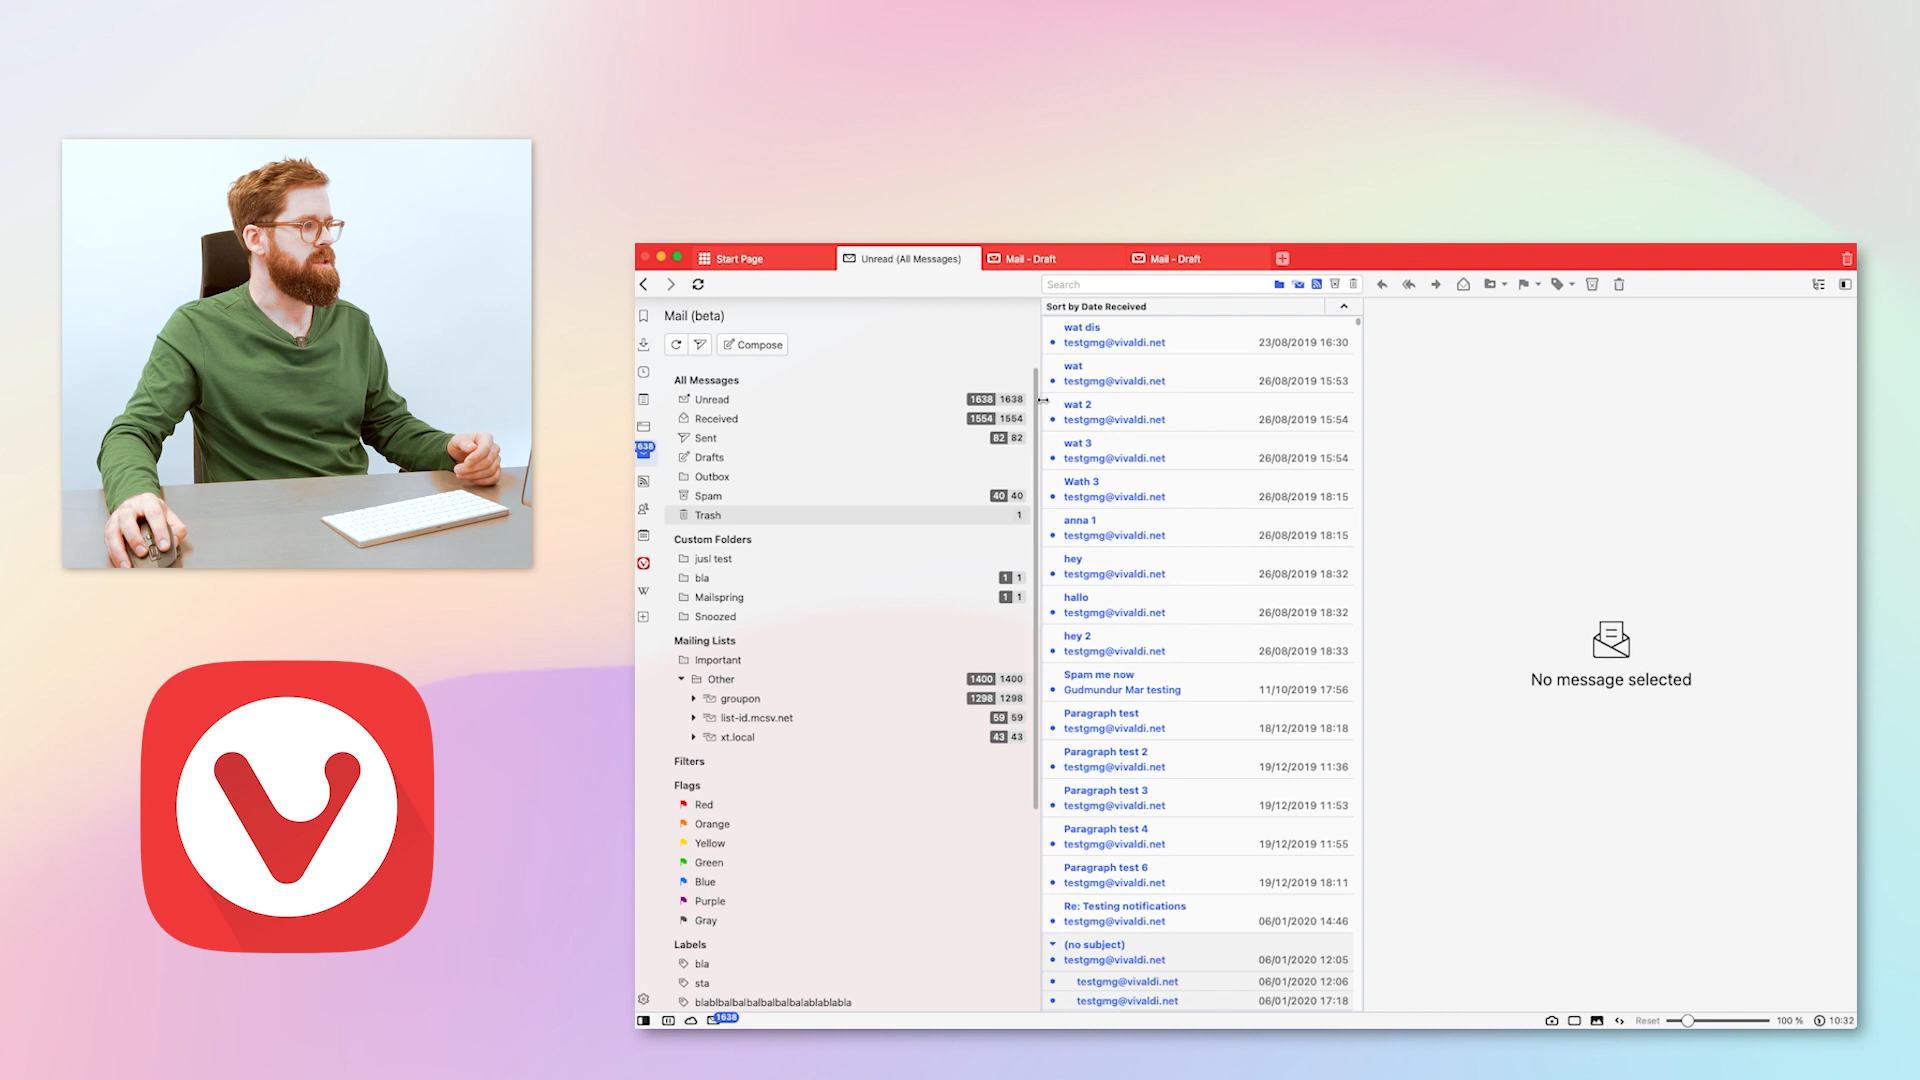 Start Page
Unread (All Messages)
Mail - Draft
Mail - Draft
Search
Mail (beta)
Compose
All Messages
Unread 1638 1638
Received 1554 1554
Sent 82 82
Drafts
Outbox
Spam 40 40
Trash 1
Custom Folders
jusl test
bla 1 1
Mailspring 1 1
Snoozed
Mailing Lists
Important
Other 1400 1400
groupon 1298 1298
list-id.mcsv.net 59 59
xt.local 43 43
Filters
Flags
Red
Orange
Yellow
Green
Blue
Purple
Gray
Labels
bla
sta
blablbalbalbalbalbalablablabla
1638
W
Sort by Date Received
wat dis
testgmg@vivaldi.net 23/08/2019 16:30
wat
testgmg@vivaldi.net 26/08/2019 15:53
wat 2
testgmg@vivaldi.net 26/08/2019 15:54
wat 3
testgmg@vivaldi.net 26/08/2019 15:54
Wath 3
testgmg@vivaldi.net 26/08/2019 18:15
anna 1
testgmg@vivaldi.net 26/08/2019 18:15
hey
testgmg@vivaldi.net 26/08/2019 18:32
hallo
testgmg@vivaldi.net 26/08/2019 18:32
hey 2
testgmg@vivaldi.net 26/08/2019 18:33
Spam me now
Gudmundur Mar testing 11/10/2019 17:56
Paragraph test
testgmg@vivaldi.net 18/12/2019 18:18
Paragraph test 2
testgmg@vivaldi.net 19/12/2019 11:36
Paragraph test 3
testgmg@vivaldi.net 19/12/2019 11:53
Paragraph test 4
testgmg@vivaldi.net 19/12/2019 11:55
Paragraph test 6
testgmg@vivaldi.net 19/12/2019 18:11
Re: Testing notifications
testgmg@vivaldi.net 06/01/2020 14:46
(no subject)
testgmg@vivaldi.net 06/01/2020 12:05
testgmg@vivaldi.net 06/01/2020 12:06
testgmg@vivaldi.net 06/01/2020 17:18
No message selected
1638
Reset 100 % 10:32